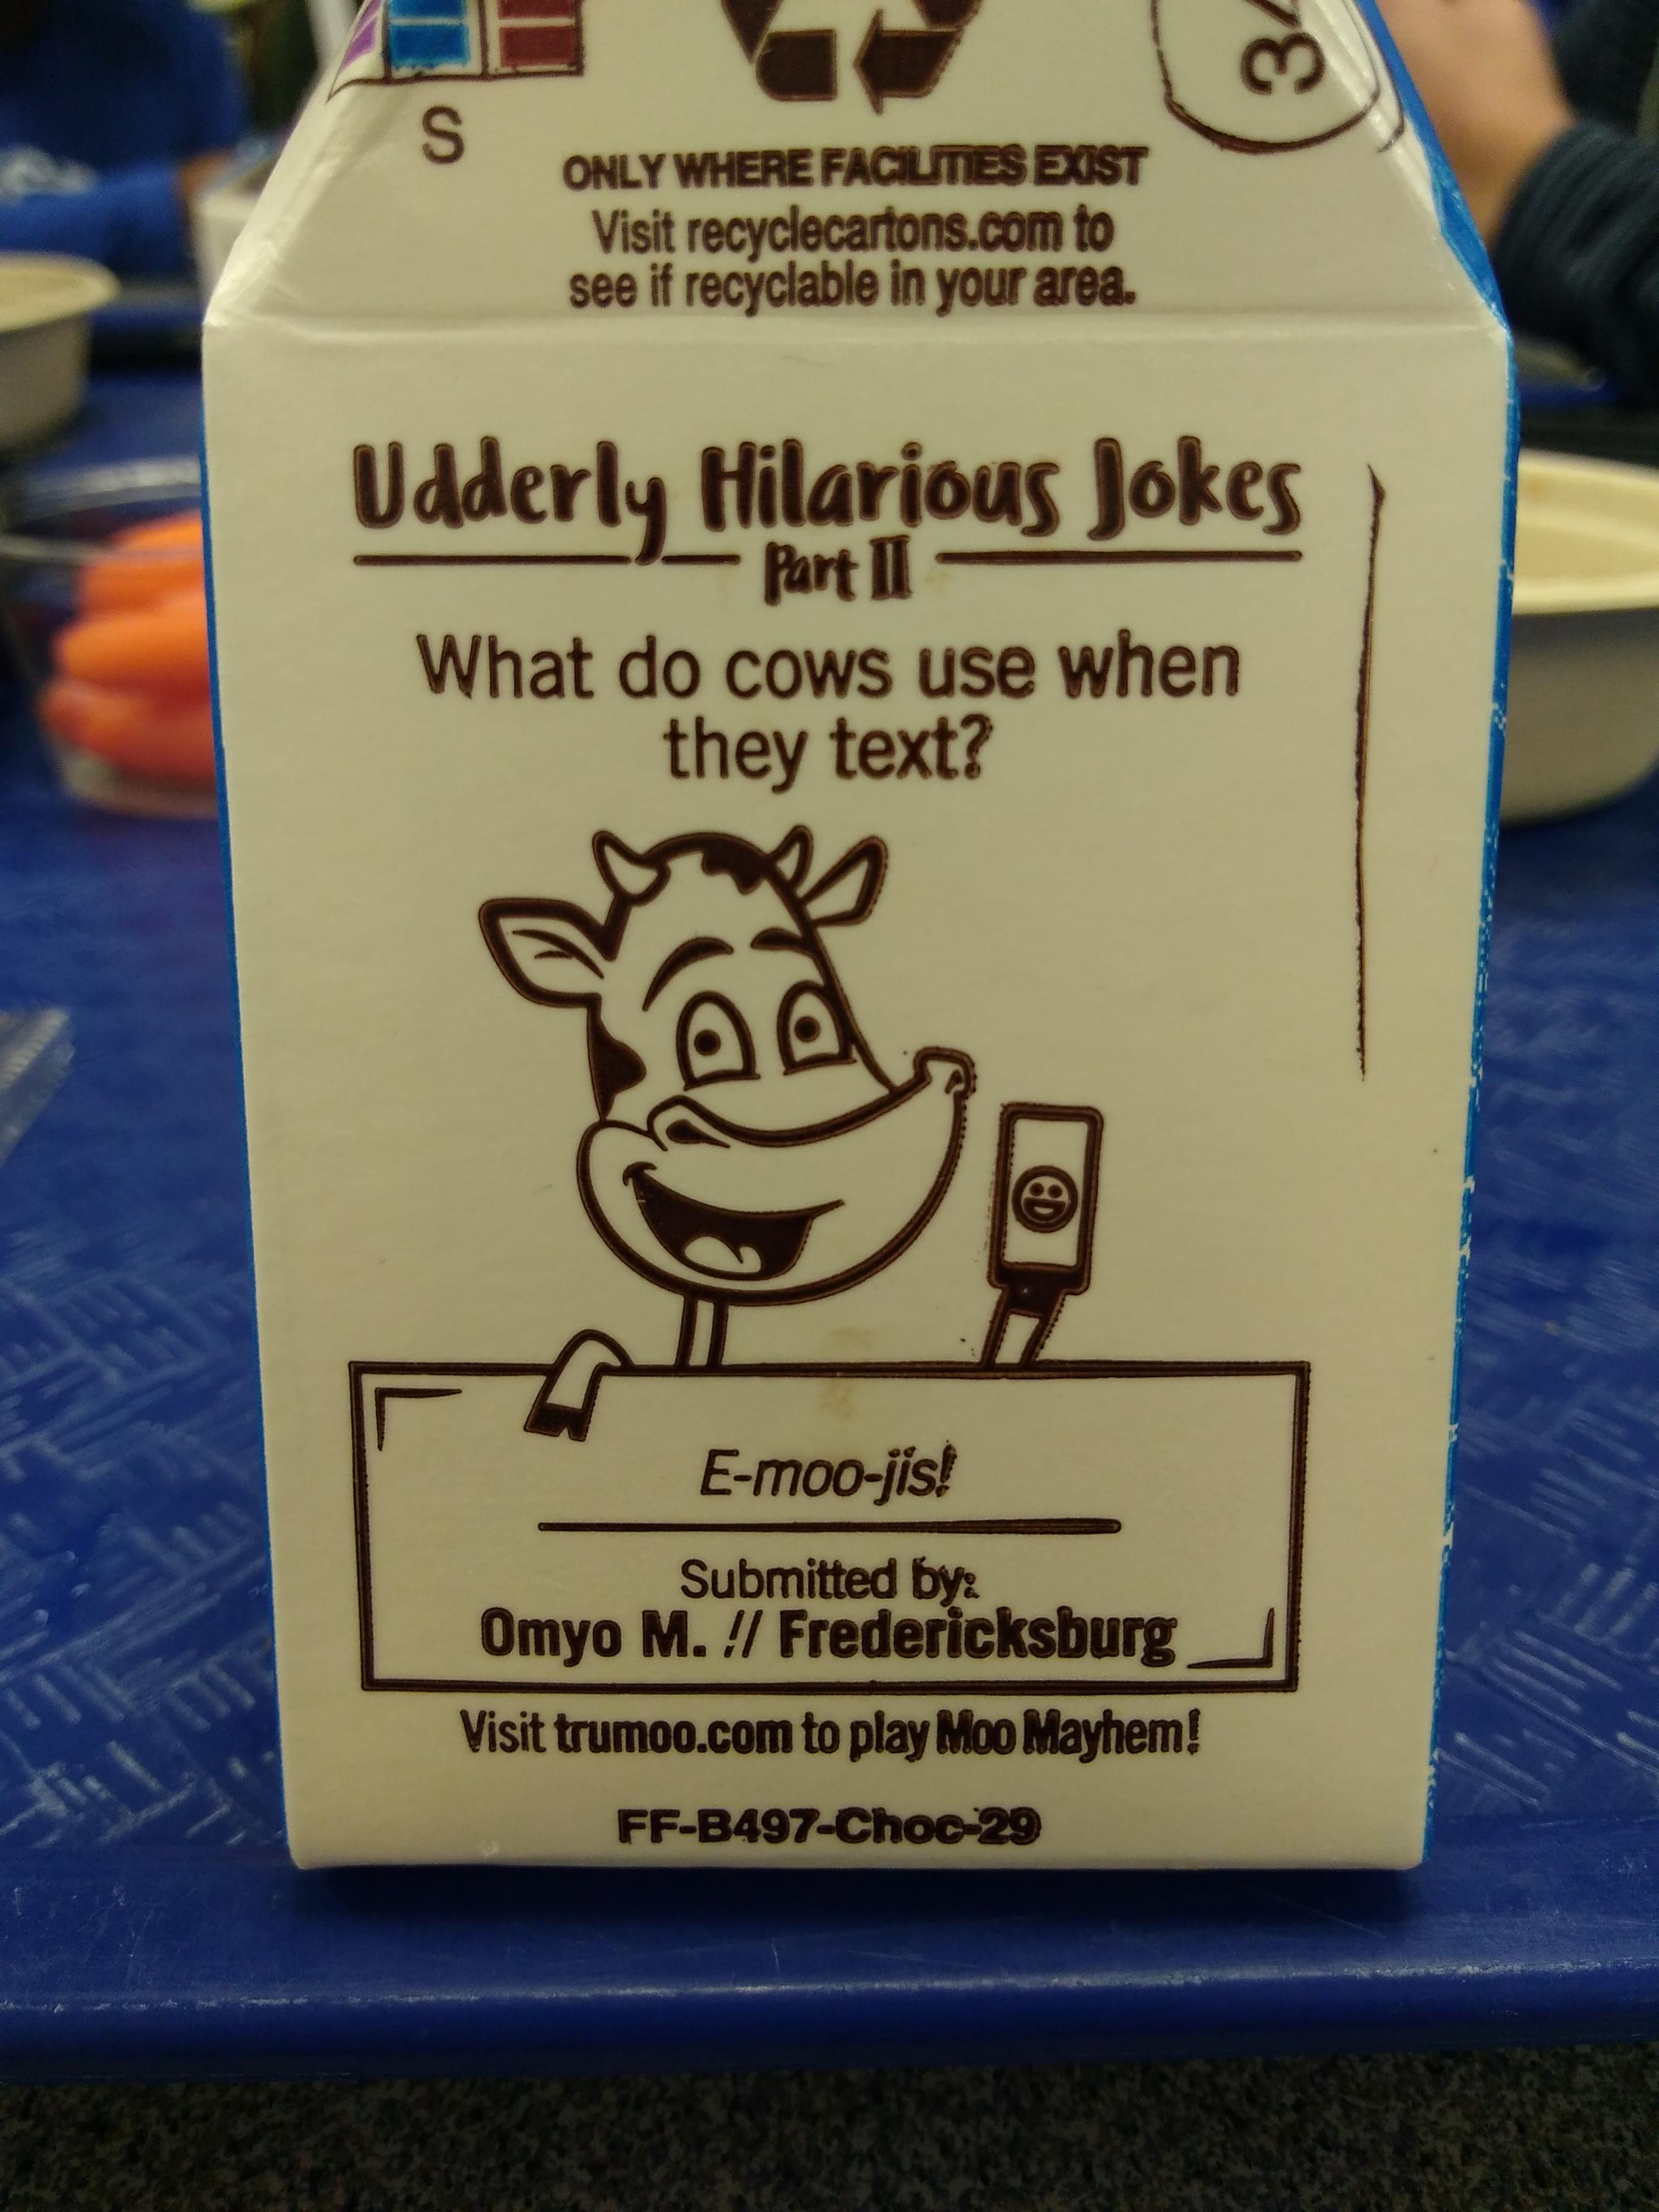 S
34
ONLY WHERE FACILITIES EXIST
Visit recyclecartons.com to
see if recyclable in your area.
Udderly Hilarious Jokes
Part II
What do cows use when
they text?
E-moo-jis!
Submitted by:
Omyo M. // Fredericksburg
Visit trumoo.com to play Moo Mayhem!
FF-B497-Choc-29